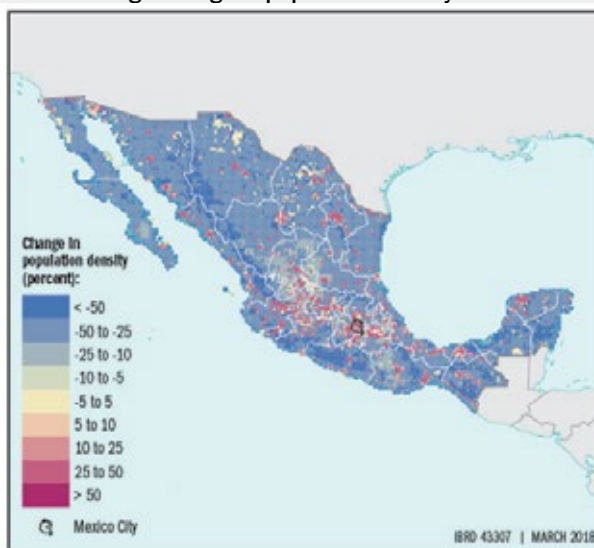 Change in
population density
(percent):
< -50
-50 to -25
-25 to -10
-10 to -5
-5 to 5
5 to 10
10 to 25
25 to 50
> 50
Mexico City
IBRD 43307 | MARCH 2018